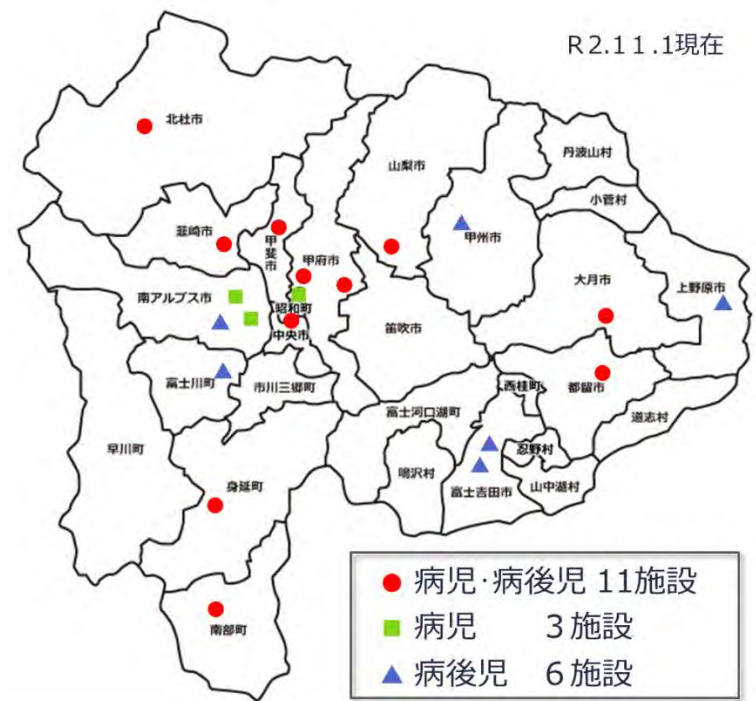 R2.11.1現在
北杜市
山梨市
丹波山村
小菅村
韮崎市
甲斐市
甲府市
甲州市
大月市
上野原市
南アルプス市
昭和町
中央市
笛吹市
富士川町
市川三郷町
富士河口湖町
西桂町
都留市
道志村
早川町
身延町
鳴沢村
忍野村
富士吉田市
山中湖村
南部町
病児・病後児 11施設
病児 3施設
病後児 6施設